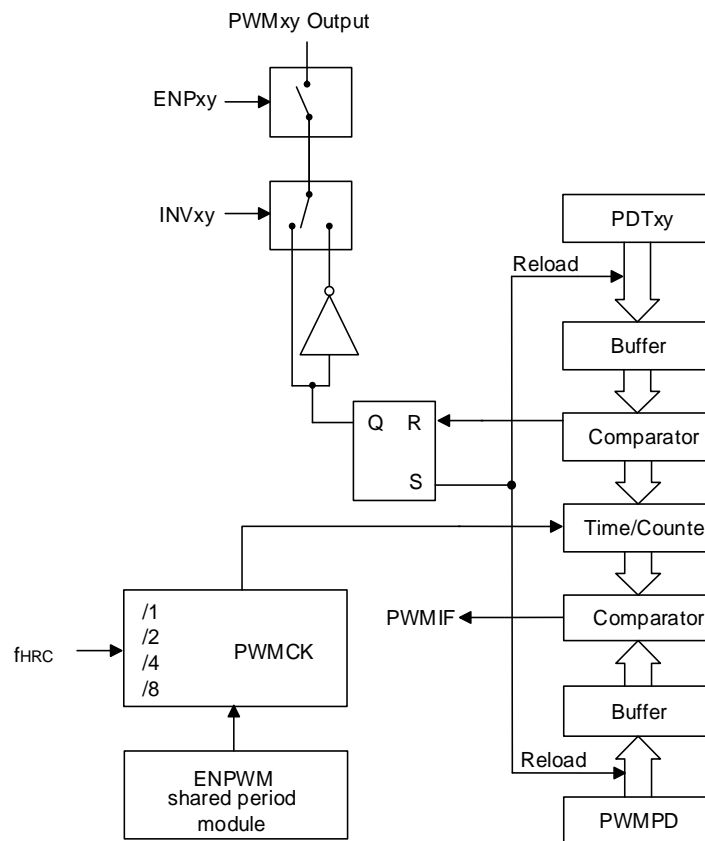 PWMxy Output
ENPxy
INVxy
PDTxy
Reload
Buffer
Q R
S
Comparator
Time/Counte
/1
/2
/4
/8
PWMCK
fHRC
PWMIF
Comparator
Buffer
Reload
ENPWM
shared period
module
PWMPD